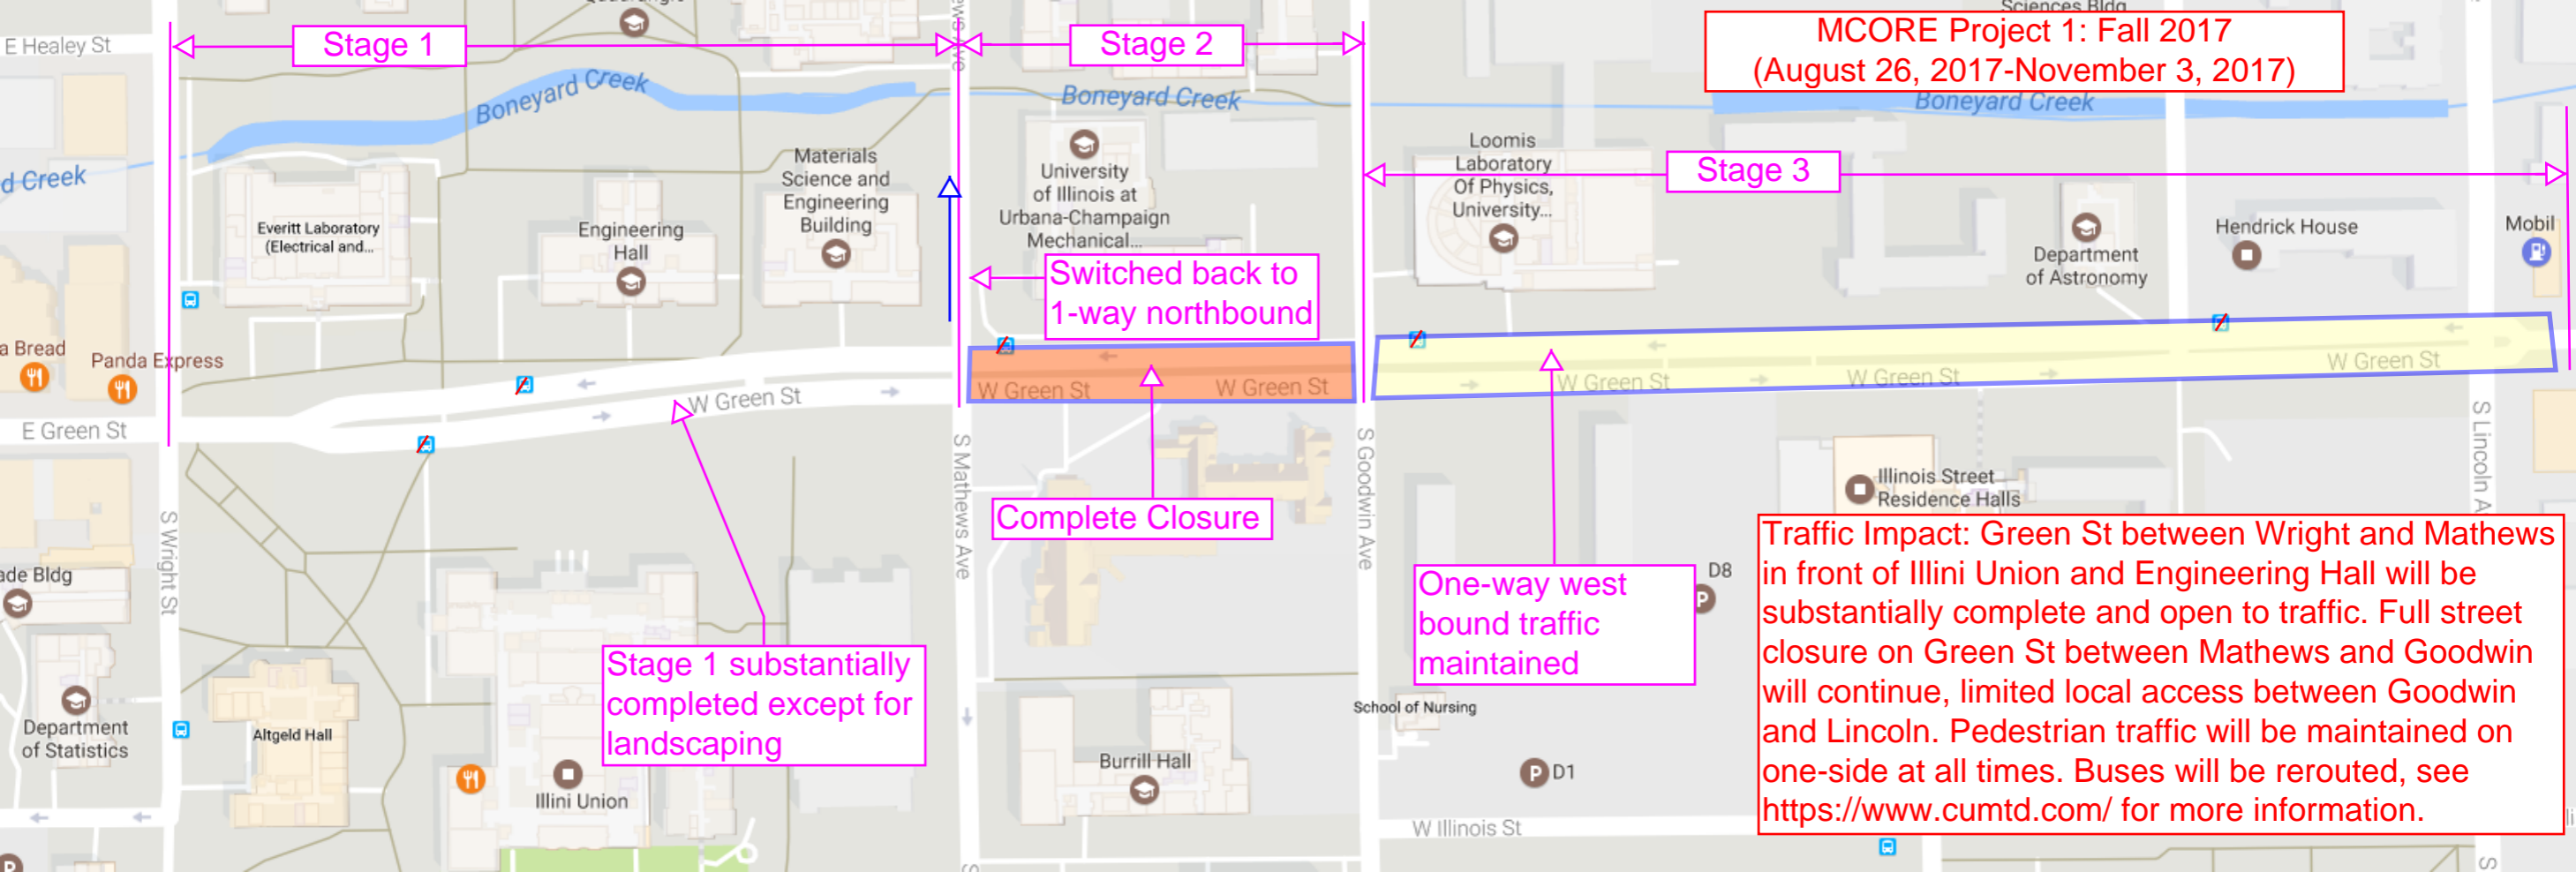 Sciences Bldg
E Healey St
Stage 1
Stage 2
MCORE Project 1: Fall 2017
(August 26, 2017-November 3, 2017)
Boneyard Creek
Boneyard Creek
Boneyard Creek
d Creek
Materials
Science and
Engineering
Building
University
of Illinois at
Urbana-Champaign
Mechanical...
Loomis
Laboratory
Of Physics,
University...
Stage 3
Everitt Laboratory
(Electrical and...
Engineering
Hall
Department
of Astronomy
Hendrick House
Mobil
Switched back to
1-way northbound
a Bread
Panda Express
E Green St
W Green St
W Green St
W Green St
W Green St
W Green St
W Green St
S Mathews Ave
S Goodwin Ave
S Lincoln A
S Wright St
Complete Closure
Illinois Street
Residence Halls
One-way west
bound traffic
maintained
D8
P
Traffic Impact: Green St between Wright and Mathews
in front of Illini Union and Engineering Hall will be
substantially complete and open to traffic. Full street
closure on Green St between Mathews and Goodwin
will continue, limited local access between Goodwin
and Lincoln. Pedestrian traffic will be maintained on
one-side at all times. Buses will be rerouted, see
https://www.cumtd.com/ for more information.
ade Bldg
Department
of Statistics
Altgeld Hall
Illini Union
Stage 1 substantially
completed except for
landscaping
Burrill Hall
School of Nursing
P D1
W Illinois St